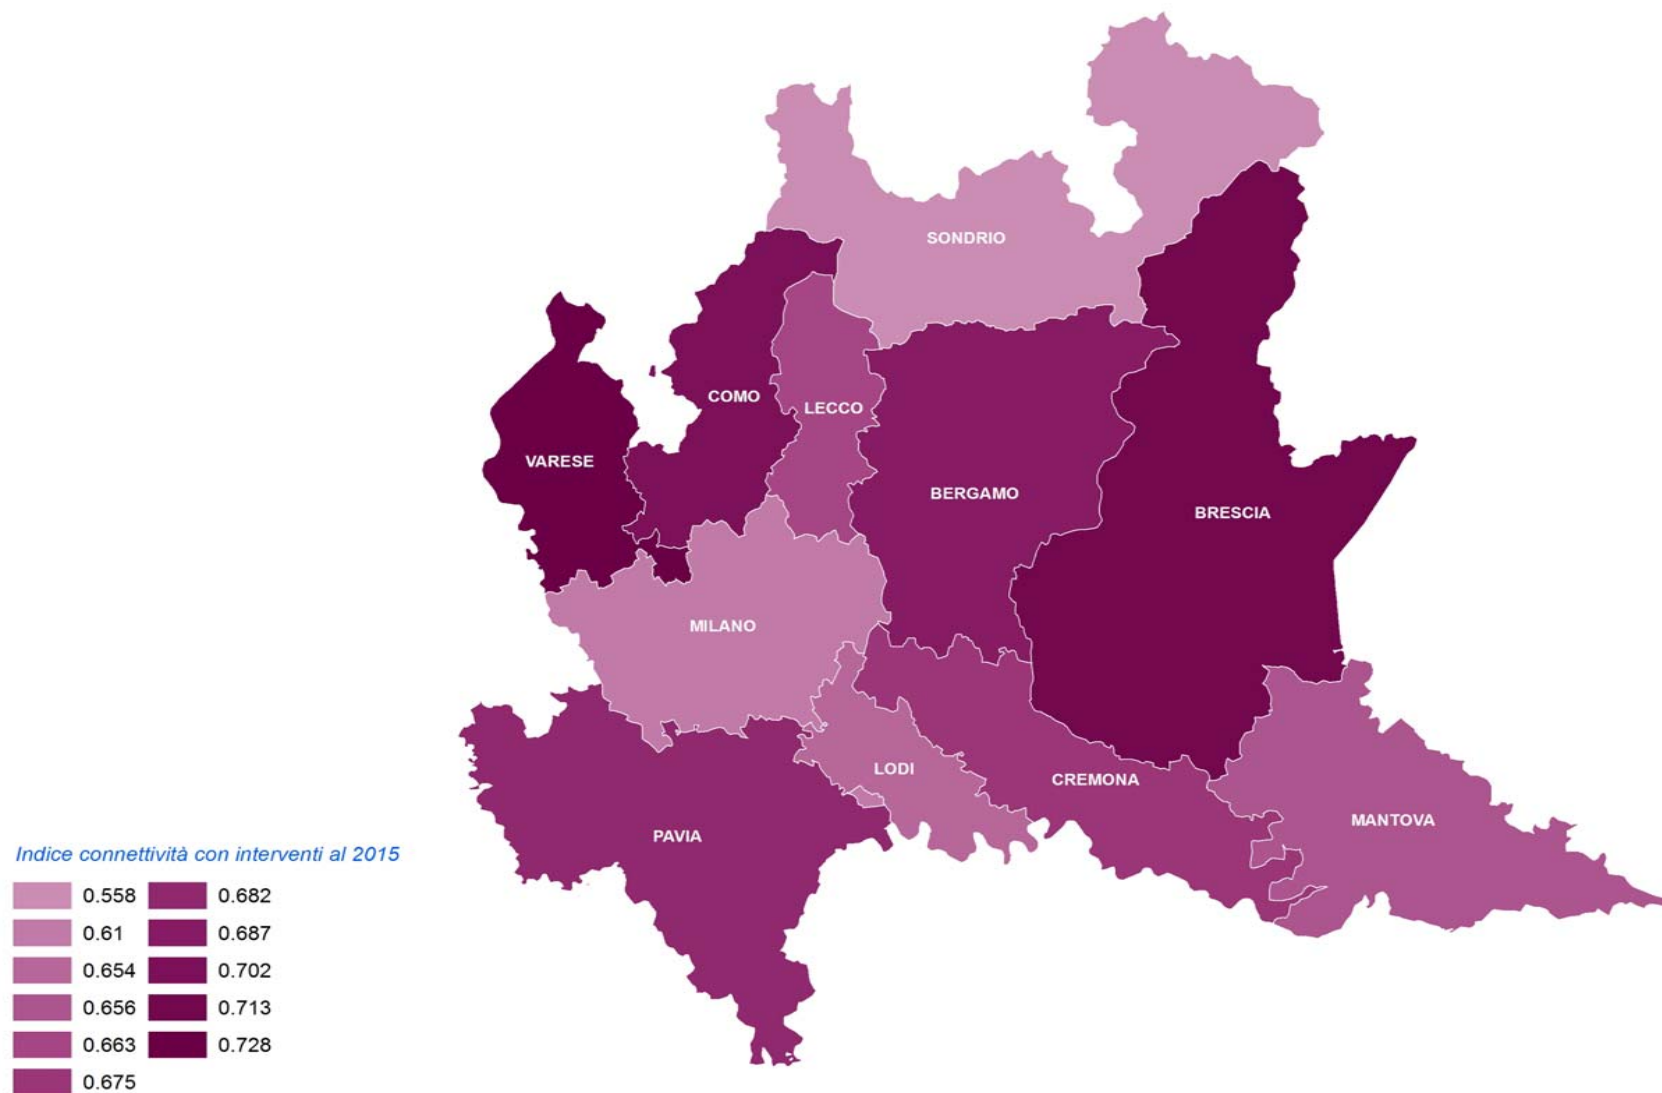 SONDRIO
COMO
LECCO
VARESE
BERGAMO
BRESCIA
MILANO
LODI
CREMONA
MANTOVA
PAVIA
Indice connettività con interventi al 2015
0.558
0.61
0.654
0.656
0.663
0.675
0.682
0.687
0.702
0.713
0.728